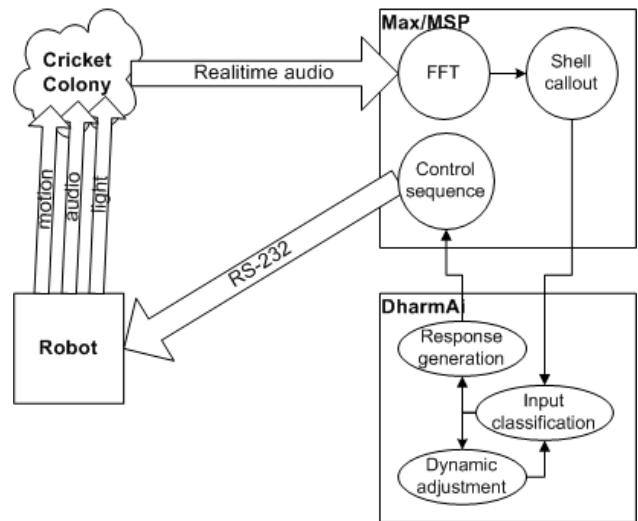 Max/MSP
Cricket
Colony
Realitime audio
FFT
Shell
callout
Control
sequence
motion
audio
light
RS-232
Robot
DharmAi
Response
generation
Input
classification
Dynamic
adjustment